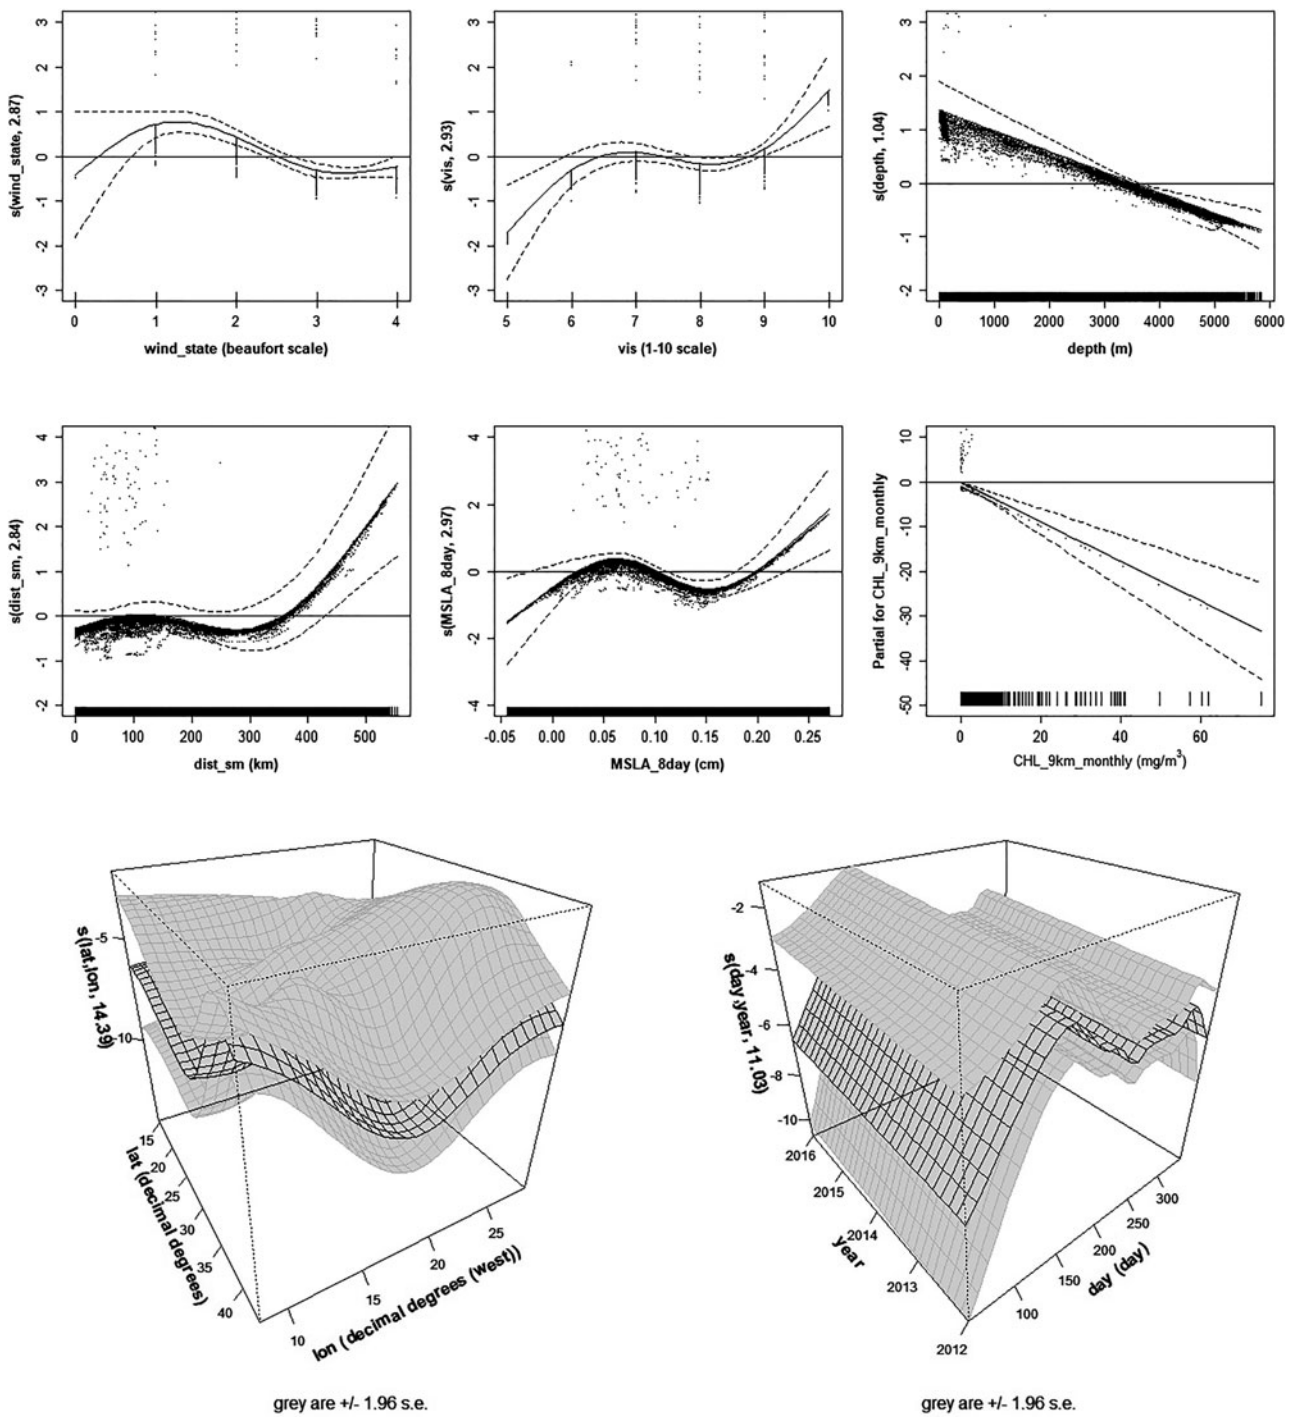 s(wind_state, 2.87)
3
2
1
0
-1
-2
-3
0 1 2 3 4
wind_state (beaufort scale)
s(vis, 2.93)
3
2
1
0
-1
-2
-3
5 6 7 8 9 10
vis (1-10 scale)
s(depth, 1.04)
3
2
1
0
-1
-2
0 1000 2000 3000 4000 5000 6000
depth (m)
s(dist_sm, 2.84)
4
3
2
1
0
-1
-2
0 100 200 300 400 500
dist_sm (km)
s(MSLA_8day, 2.97)
4
2
0
-2
-4
-0.05 0.00 0.05 0.10 0.15 0.20 0.25
MSLA_8day (cm)
Partial for CHL_9km_monthly
10
0
-10
-20
-30
-40
-50
0 20 40 60
CHL_9km_monthly (mg/m³)
s(lat,lon, 14.39)
-5
-10
15
20
25
30
35
40
lat (decimal degrees)
10
15
20
25
lon (decimal degrees (west))
grey are +/- 1.96 s.e.
s(day,year, 11.03)
-2
-4
-6
-8
-10
2016
2015
2014
2013
2012
year
100
150
200
250
300
day (day)
grey are +/- 1.96 s.e.